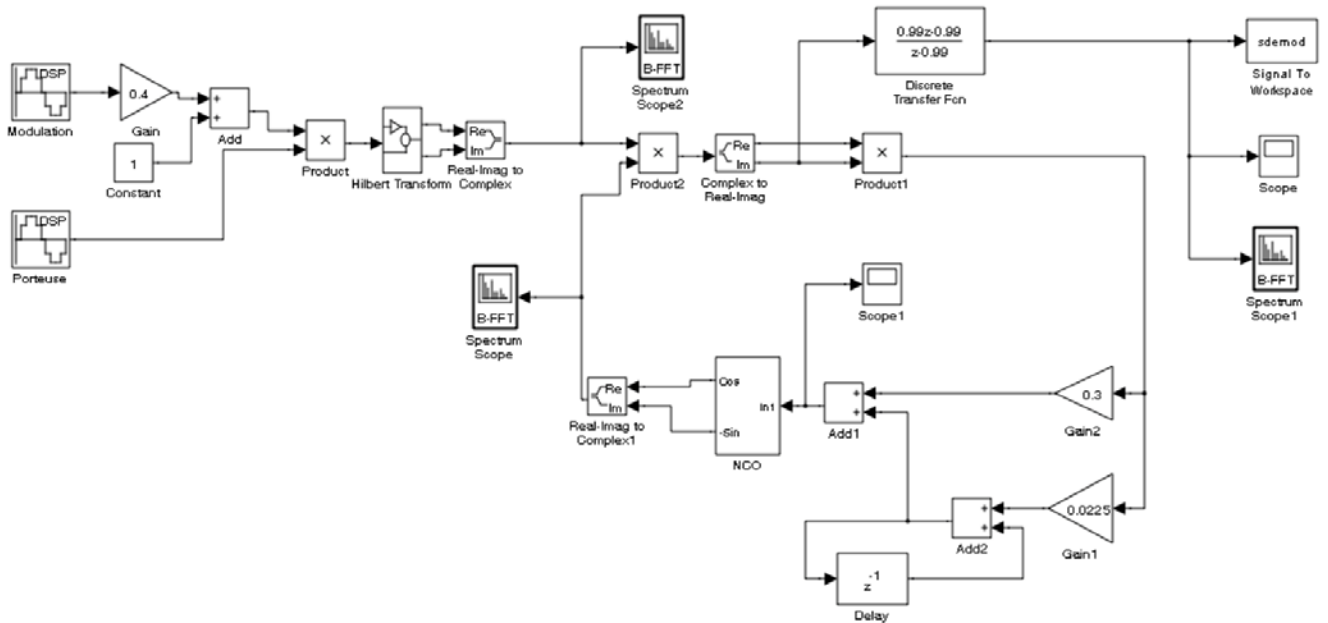 B-FFT
Spectrum
Scope2
0.99z-0.99
z-0.99
Discrete
Transfer Fcn
sdemod
Signal To
Workspace
DSP
Modulation
0.4
Gain
+
+
Add
1
Constant
×
Product
Hilbert Transform
Re
Im
Real-Imag to
Complex
×
Product2
Re
Im
Complex to
Real-Imag
×
Product1
Scope
DSP
Porteuse
B-FFT
Spectrum
Scope
Scope1
B-FFT
Spectrum
Scope1
Re
Im
Real-Imag to
Complex1
Cos
-Sin
In1
NCO
+
+
Add1
0.3
Gain2
+
+
Add2
0.0225
Gain1
z-1
Delay